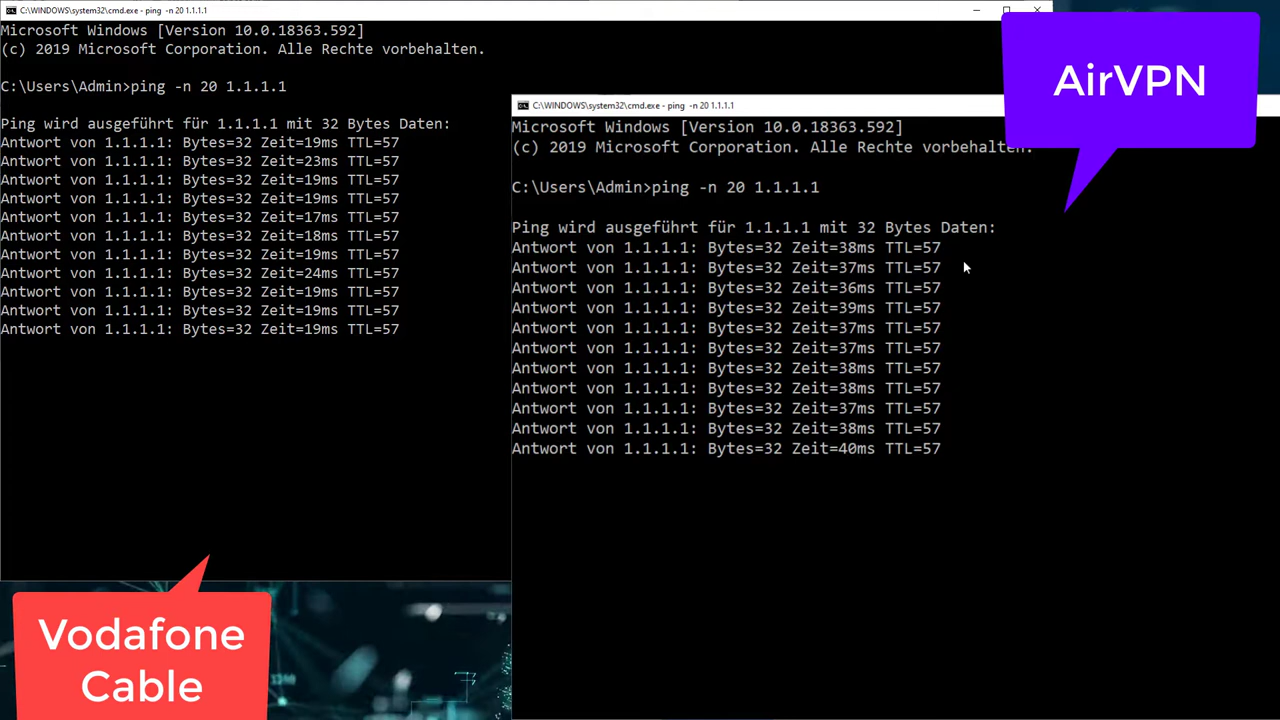 C:\WINDOWS\system32\cmd.exe - ping -n 20 1.1.1.1
Microsoft Windows [Version 10.0.18363.592]
(c) 2019 Microsoft Corporation. Alle Rechte vorbehalten.
C:\Users\Admin>ping -n 20 1.1.1.1
Ping wird ausgeführt für 1.1.1.1 mit 32 Bytes Daten:
Antwort von 1.1.1.1: Bytes=32 Zeit=19ms TTL=57
Antwort von 1.1.1.1: Bytes=32 Zeit=23ms TTL=57
Antwort von 1.1.1.1: Bytes=32 Zeit=19ms TTL=57
Antwort von 1.1.1.1: Bytes=32 Zeit=19ms TTL=57
Antwort von 1.1.1.1: Bytes=32 Zeit=17ms TTL=57
Antwort von 1.1.1.1: Bytes=32 Zeit=18ms TTL=57
Antwort von 1.1.1.1: Bytes=32 Zeit=19ms TTL=57
Antwort von 1.1.1.1: Bytes=32 Zeit=24ms TTL=57
Antwort von 1.1.1.1: Bytes=32 Zeit=19ms TTL=57
Antwort von 1.1.1.1: Bytes=32 Zeit=19ms TTL=57
Antwort von 1.1.1.1: Bytes=32 Zeit=19ms TTL=57
Vodafone
Cable
AirVPN
C:\WINDOWS\system32\cmd.exe - ping -n 20 1.1.1.1
Microsoft Windows [Version 10.0.18363.592]
(c) 2019 Microsoft Corporation. Alle Rechte vorbehalten.
C:\Users\Admin>ping -n 20 1.1.1.1
Ping wird ausgeführt für 1.1.1.1 mit 32 Bytes Daten:
Antwort von 1.1.1.1: Bytes=32 Zeit=38ms TTL=57
Antwort von 1.1.1.1: Bytes=32 Zeit=37ms TTL=57
Antwort von 1.1.1.1: Bytes=32 Zeit=36ms TTL=57
Antwort von 1.1.1.1: Bytes=32 Zeit=39ms TTL=57
Antwort von 1.1.1.1: Bytes=32 Zeit=37ms TTL=57
Antwort von 1.1.1.1: Bytes=32 Zeit=37ms TTL=57
Antwort von 1.1.1.1: Bytes=32 Zeit=38ms TTL=57
Antwort von 1.1.1.1: Bytes=32 Zeit=38ms TTL=57
Antwort von 1.1.1.1: Bytes=32 Zeit=37ms TTL=57
Antwort von 1.1.1.1: Bytes=32 Zeit=38ms TTL=57
Antwort von 1.1.1.1: Bytes=32 Zeit=40ms TTL=57